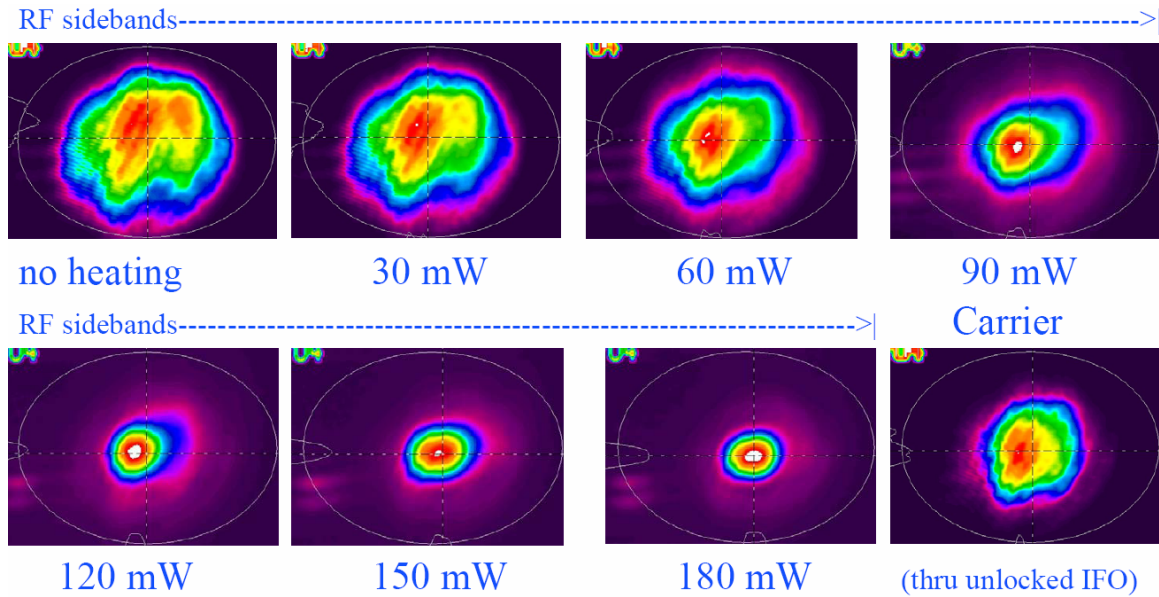 RF sidebands------------------------------------------------------------------------------------>|
no heating 30 mW 60 mW 90 mW
RF sidebands------------------------------------------------------------>| Carrier
120 mW 150 mW 180 mW (thru unlocked IFO)